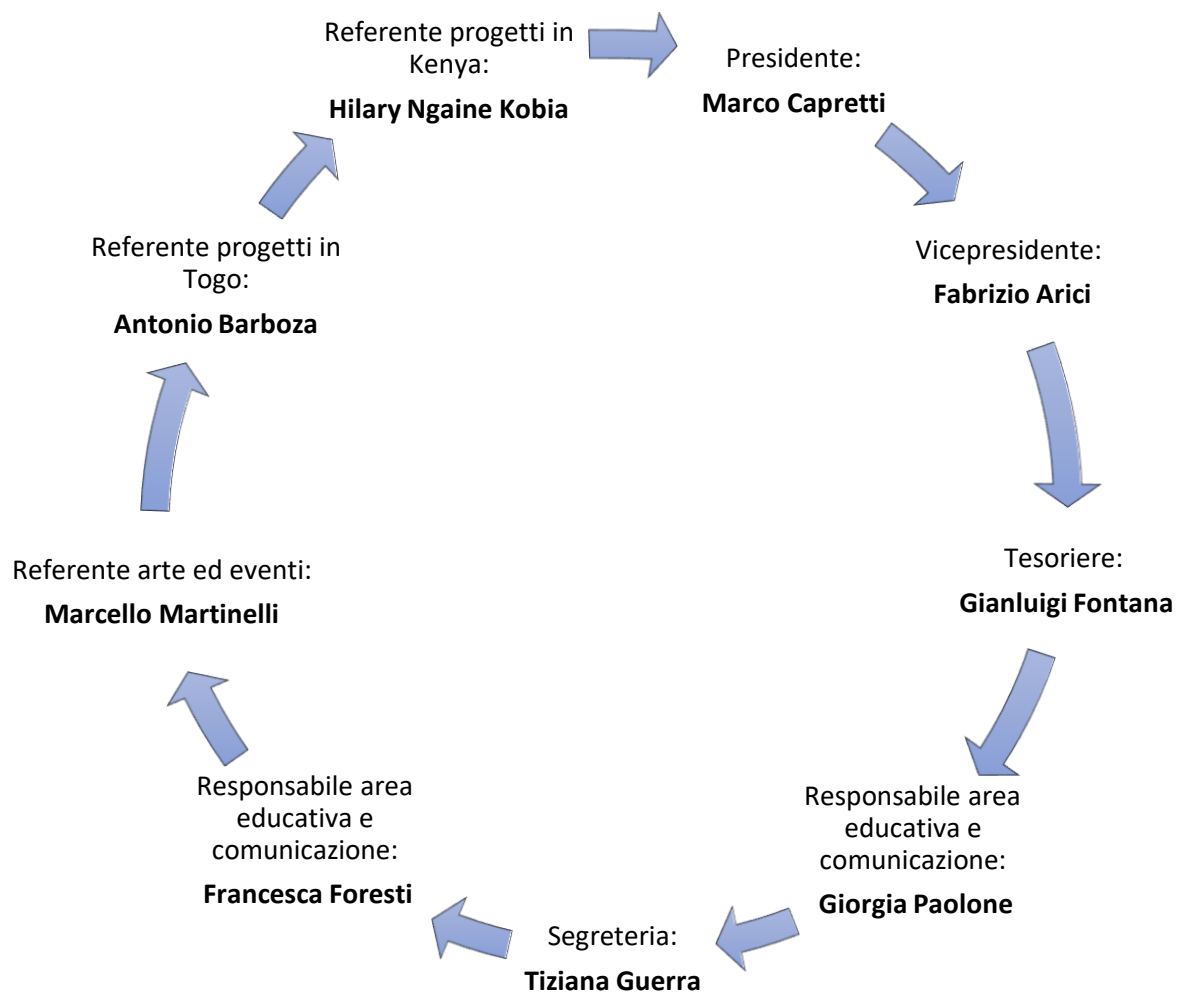 Referente progetti in
Kenya:
Hilary Ngaine Kobia
Presidente:
Marco Capretti
Vicepresidente:
Fabrizio Arici
Tesoriere:
Gianluigi Fontana
Responsabile area
educativa e
comunicazione:
Giorgia Paolone
Segreteria:
Tiziana Guerra
Responsabile area
educativa e
comunicazione:
Francesca Foresti
Referente arte ed eventi:
Marcello Martinelli
Referente progetti in
Togo:
Antonio Barboza